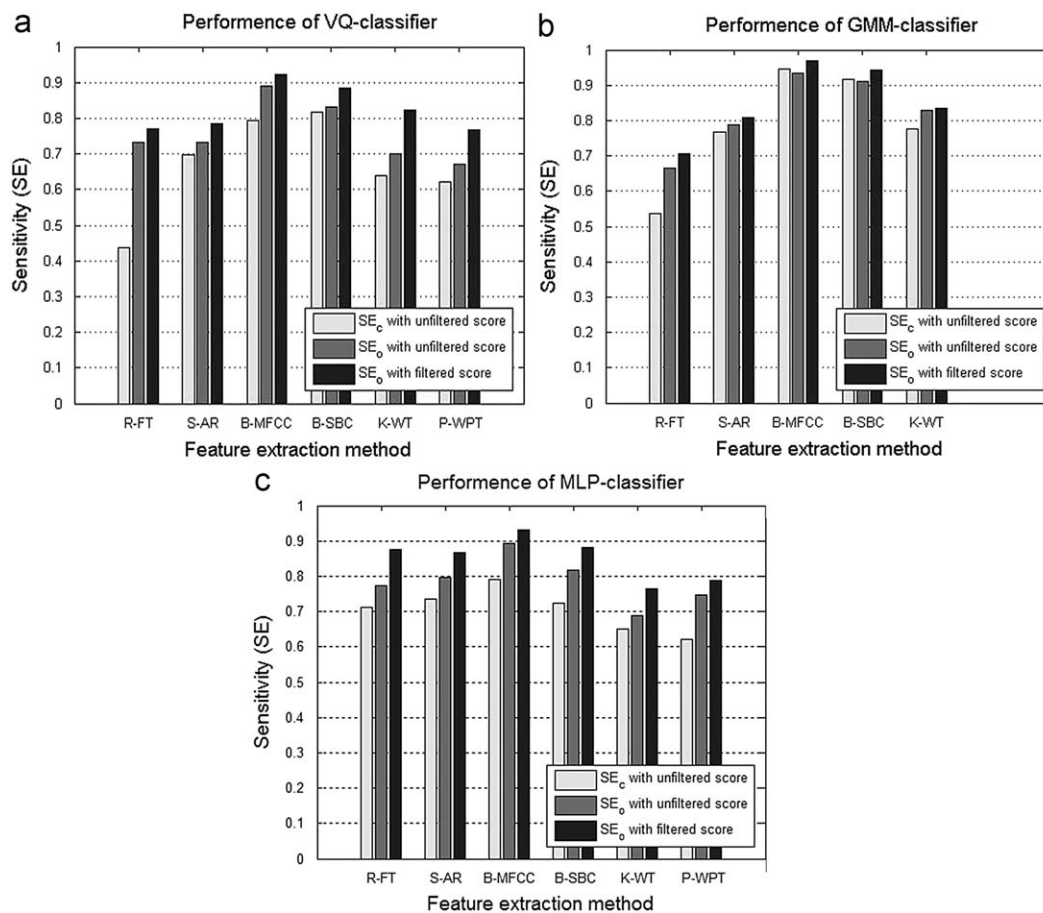 a
Performence of VQ-classifier
1
0.9
0.8
0.7
0.6
0.5
0.4
0.3
0.2
0.1
0
Sensitivity (SE)
SEc with unfiltered score
SEo with unfiltered score
SEo with filtered score
R-FT S-AR B-MFCC B-SBC K-WT P-WPT
Feature extraction method
b
Performence of GMM-classifier
1
0.9
0.8
0.7
0.6
0.5
0.4
0.3
0.2
0.1
0
Sensitivity (SE)
SEc with unfiltered score
SEo with unfiltered score
SEo with filtered score
R-FT S-AR B-MFCC B-SBC K-WT
Feature extraction method
c
Performence of MLP-classifier
1
0.9
0.8
0.7
0.6
0.5
0.4
0.3
0.2
0.1
0
Sensitivity (SE)
SEc with unfiltered score
SEo with unfiltered score
SEo with filtered score
R-FT S-AR B-MFCC B-SBC K-WT P-WPT
Feature extraction method